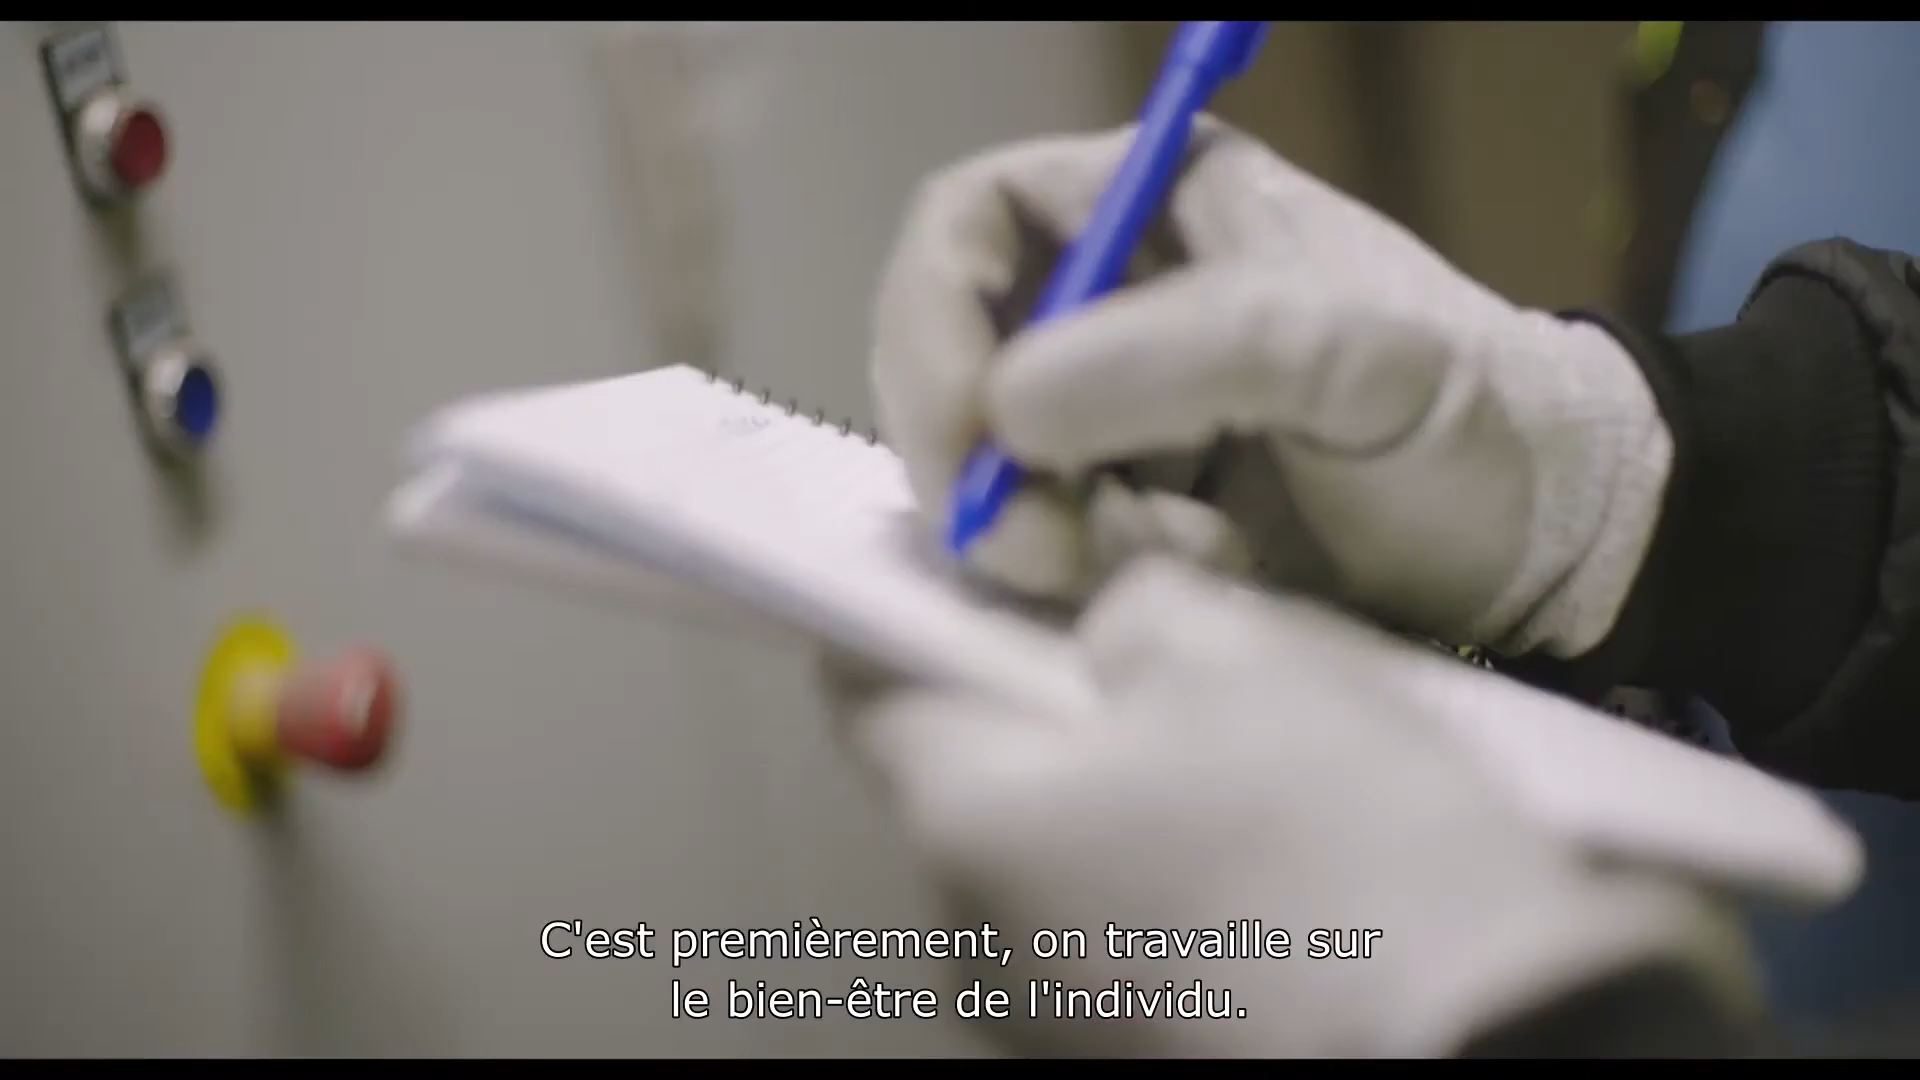 C'est premièrement, on travaille sur
le bien-être de l'individu.